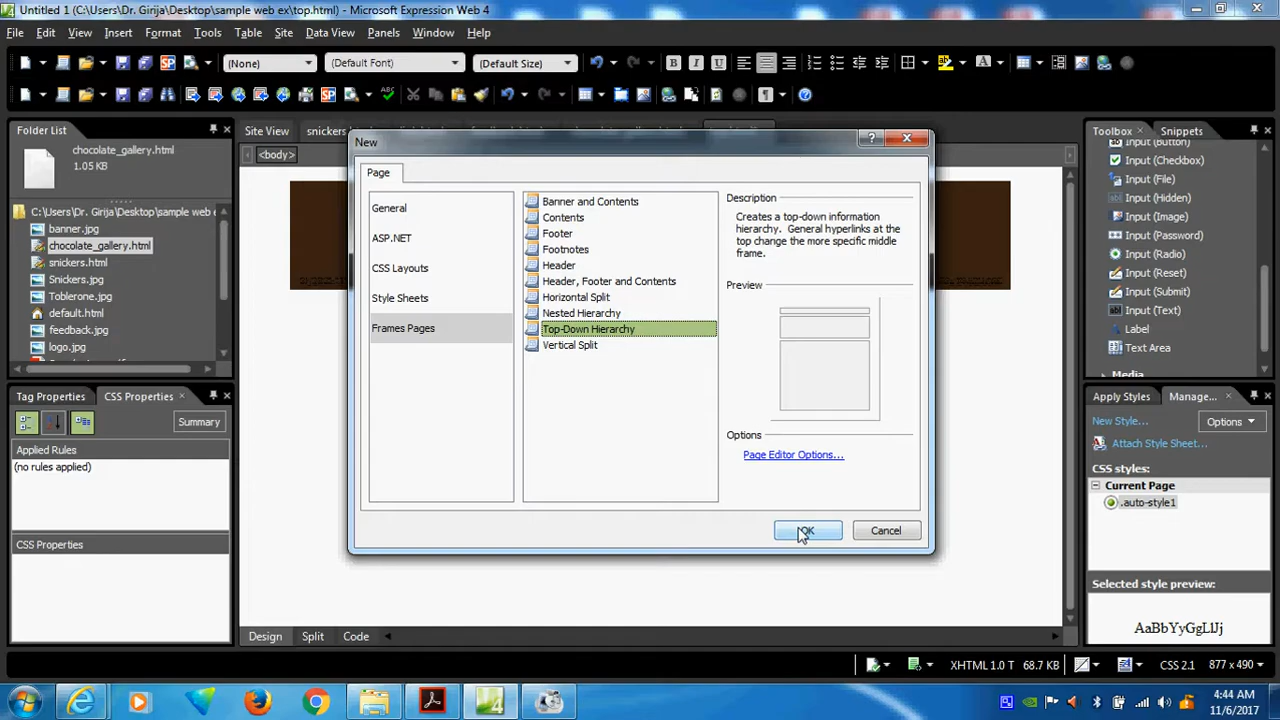 Untitled 1 (C:\Users\Dr. Girija\Desktop\sample web ex\top.html) - Microsoft Expression Web 4
File Edit View Insert Format Tools Table Site Data View Panels Window Help
(None) (Default Font) (Default Size)
Folder List
chocolate_gallery.html
1.05 KB
C:\Users\Dr. Girija\Desktop\sample web e
banner.jpg
chocolate_gallery.html
snickers.html
Snickers.jpg
Toblerone.jpg
default.html
feedback.jpg
logo.jpg
Site View
<body>
New
Page
General
ASP.NET
CSS Layouts
Style Sheets
Frames Pages
Banner and Contents
Contents
Footer
Footnotes
Header
Header, Footer and Contents
Horizontal Split
Nested Hierarchy
Top-Down Hierarchy
Vertical Split
Description
Creates a top-down information
hierarchy. General hyperlinks at the
top change the more specific middle
frame.
Preview
Options
Page Editor Options...
OK Cancel
Toolbox Snippets
Input (Button)
Input (Checkbox)
Input (File)
Input (Hidden)
Input (Image)
Input (Password)
Input (Radio)
Input (Reset)
Input (Submit)
Input (Text)
Label
Text Area
Media
Tag Properties CSS Properties
Summary
Applied Rules
(no rules applied)
CSS Properties
Apply Styles Manage...
New Style... Options
Attach Style Sheet...
CSS styles:
Current Page
.auto-style1
Selected style preview:
AaBbYyGgLlJj
Design Split Code
XHTML 1.0 T 68.7 KB CSS 2.1 877 × 490
4:44 AM
11/6/2017